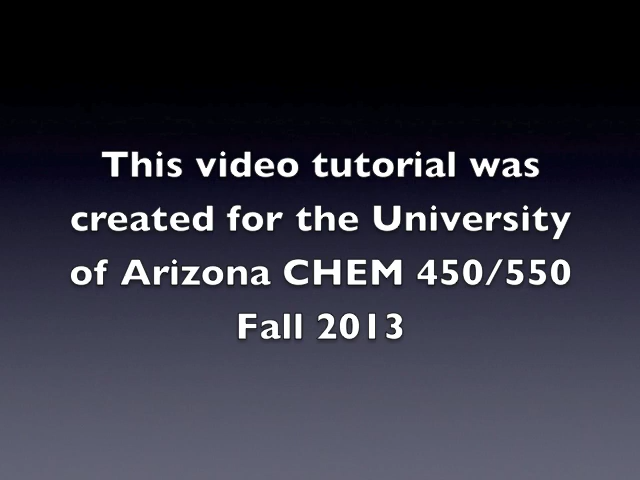 This video tutorial was
created for the University
of Arizona CHEM 450/550
Fall 2013